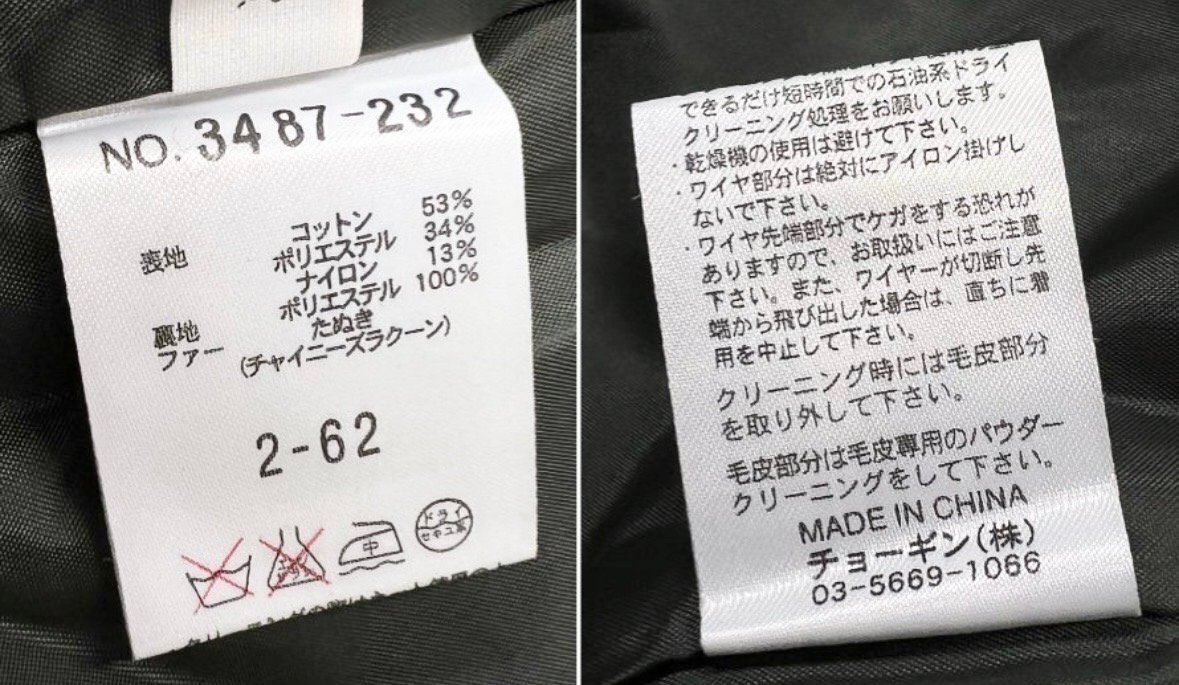 NO. 3487-232
表地 コットン 53%
ポリエステル 34%
ナイロン 13%
裏地 ポリエステル 100%
ファー たぬき
(チャイニーズラクーン)
2-62
中
ドライ
セキユ系
できるだけ短時間での石油系ドライ
クリーニング処理をお願いします。
・乾燥機の使用は避けて下さい。
・ワイヤ部分は絶対にアイロン掛けし
ないで下さい。
・ワイヤ先端部分でケガをする恐れが
ありますので、お取扱いにはご注意
下さい。また、ワイヤーが切断し先
端から飛び出した場合は、直ちに着
用を中止して下さい。
クリーニング時には毛皮部分
を取り外して下さい。
毛皮部分は毛皮専用のパウダー
クリーニングをして下さい。
MADE IN CHINA
チョーギン(株)
03-5669-1066